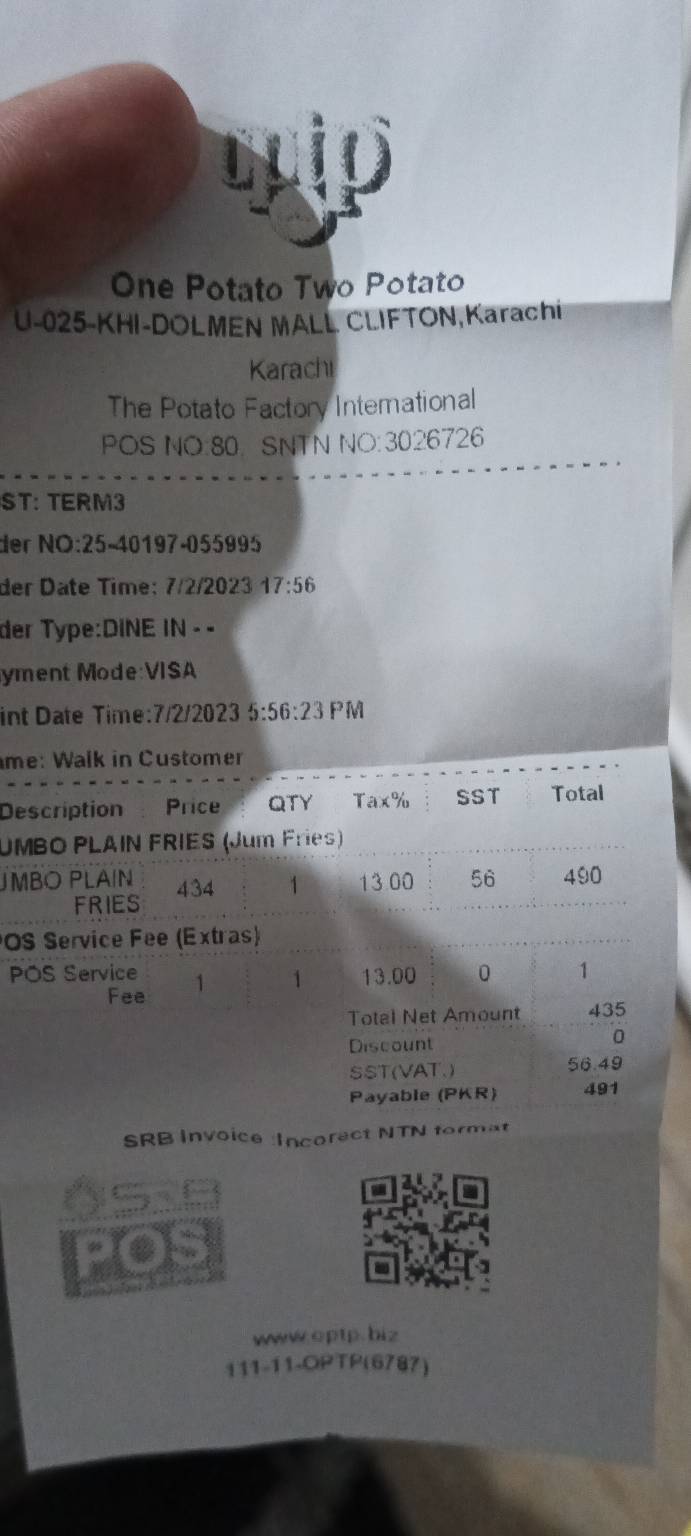 optp
One Potato Two Potato
U-025-KHI-DOLMEN MALL CLIFTON,Karachi
Karachi
The Potato Factory International
POS NO:80, SNTN NO:3026726
ST: TERM3
der NO:25-40197-055995
der Date Time: 7/2/2023 17:56
der Type:DINE IN - -
yment Mode:VISA
int Date Time:7/2/2023 5:56:23 PM
ame: Walk in Customer
Description Price QTY Tax% SST Total
UMBO PLAIN FRIES (Jum Fries)
UMBO PLAIN 434 1 13.00 56 490
FRIES
POS Service Fee (Extras)
POS Service 1 1 13.00 0 1
Fee
Total Net Amount 435
Discount 0
SST(VAT.) 56.49
Payable (PKR) 491
SRB Invoice :Incorect NTN format
SRB
POS
www.optp.biz
111-11-OPTP(6787)